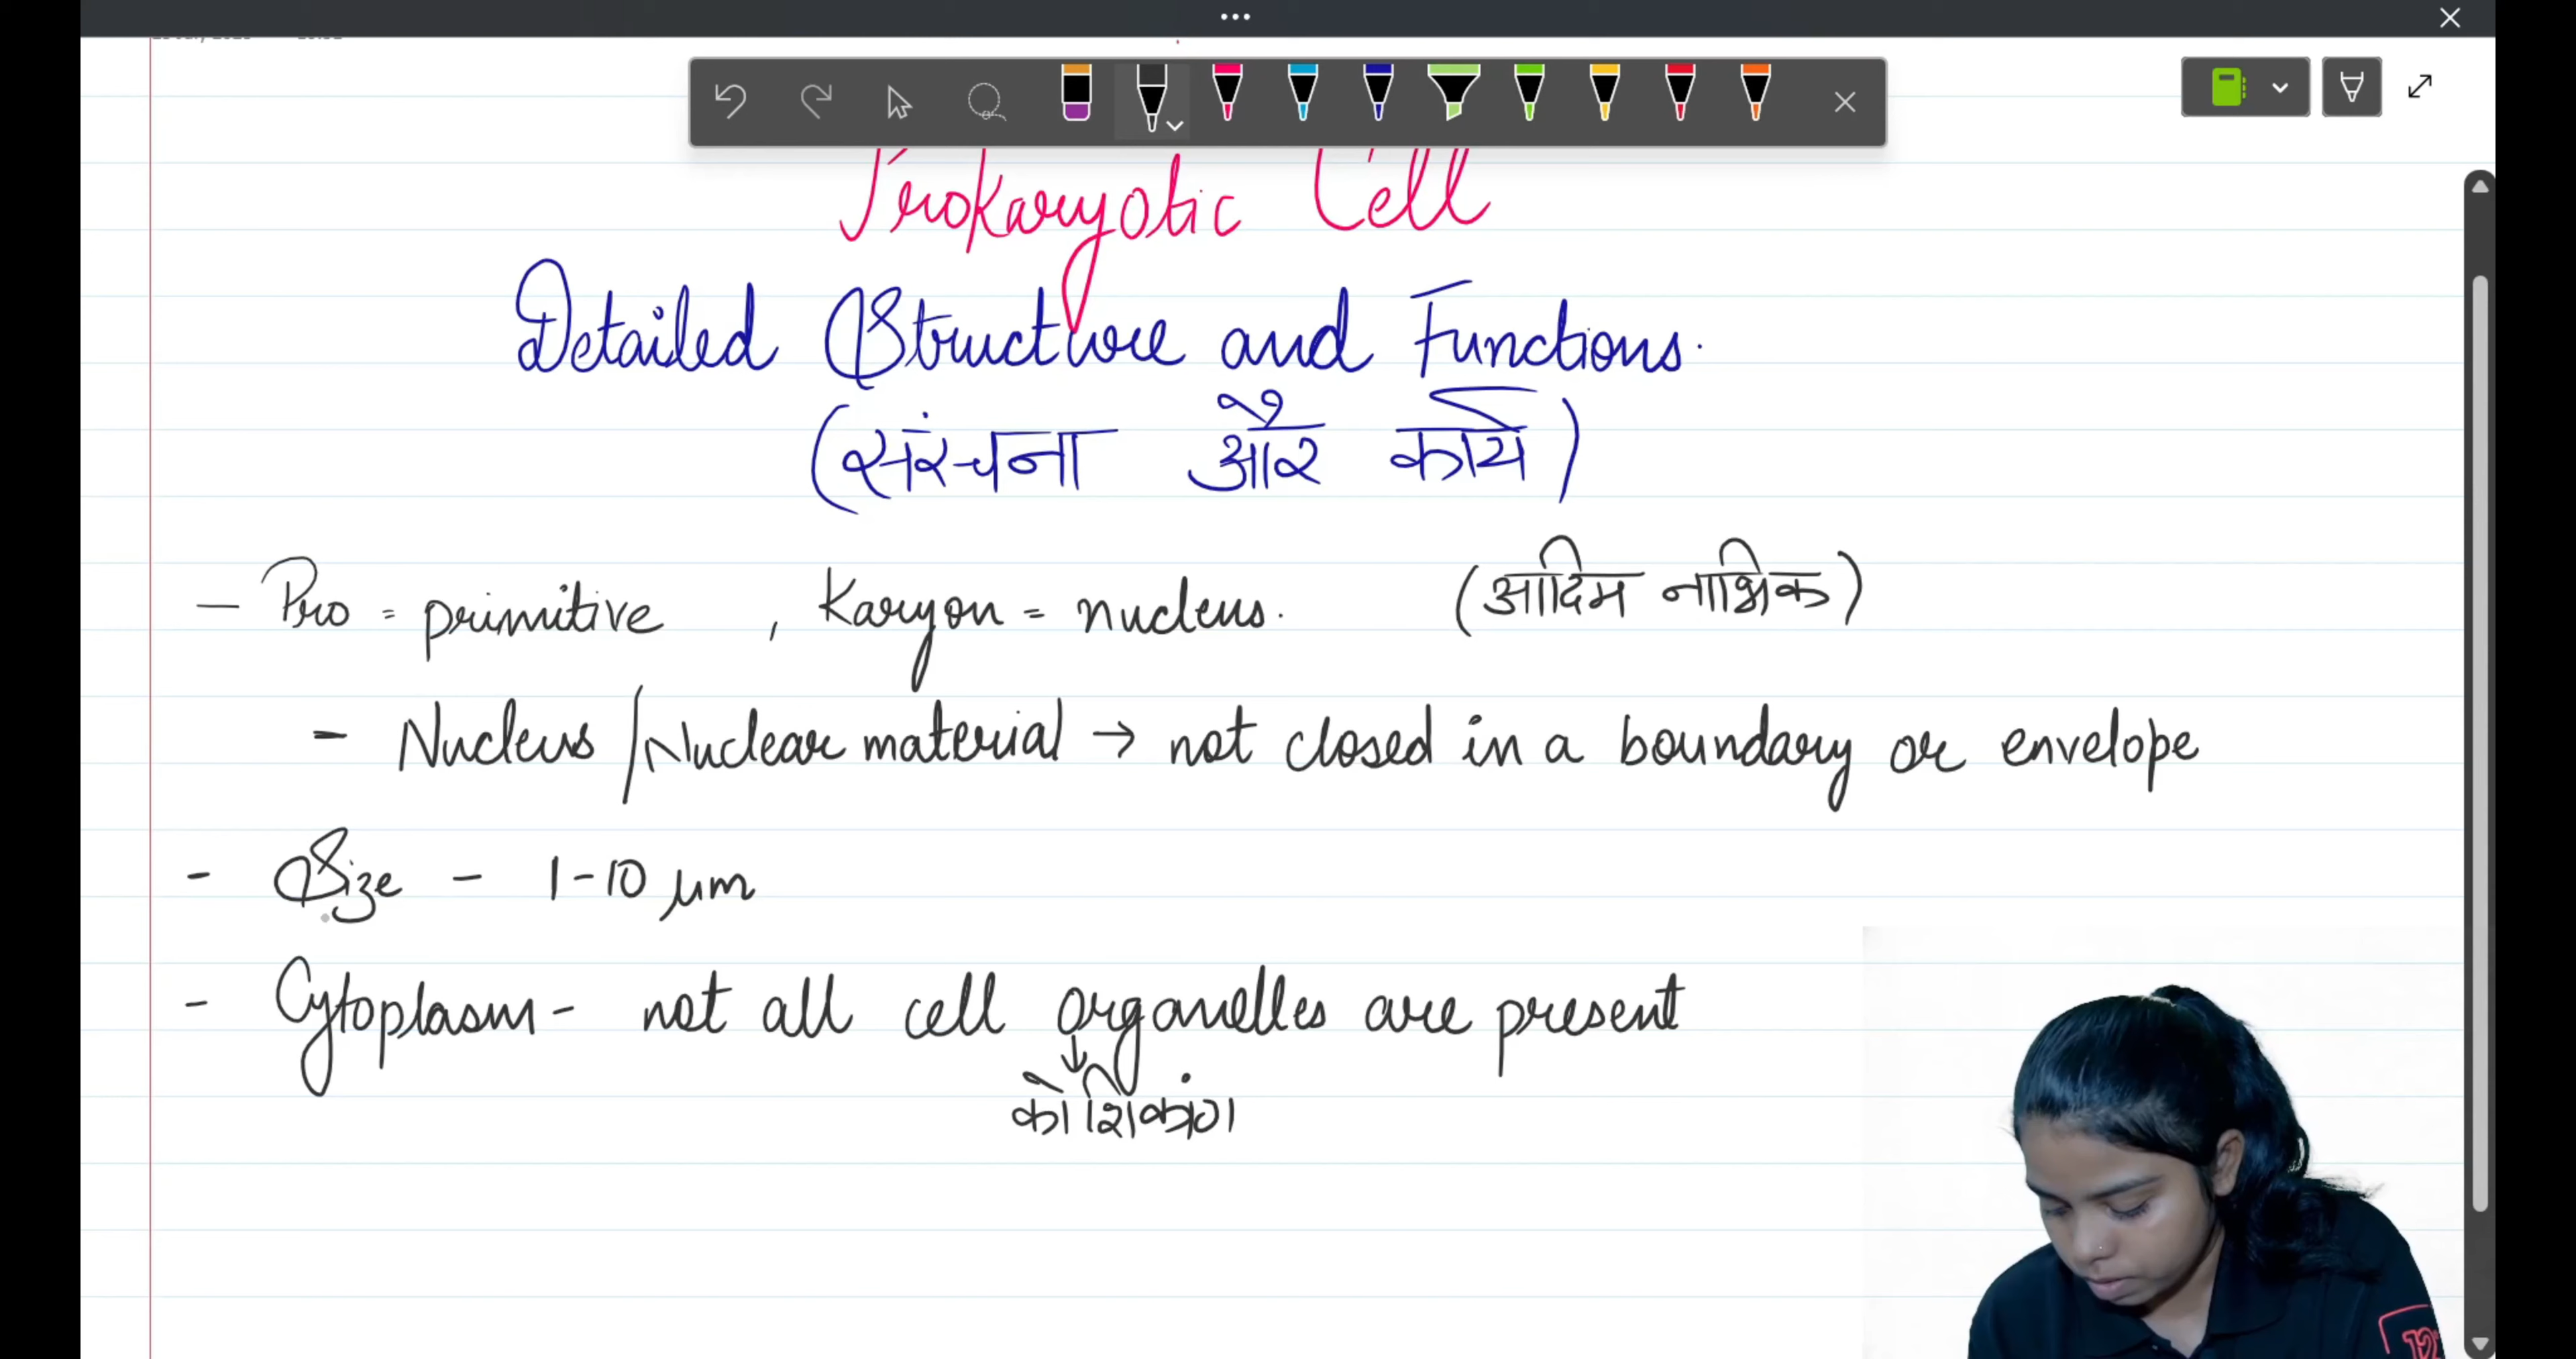 Prokaryotic Cell
Detailed Structure and Functions.
(संरचना और कार्य)
- Pro = primitive , Karyon = nucleus. (आदिम नाभिक)
- Nucleus/Nuclear material → not closed in a boundary or envelope
- Size - 1-10 μm
- Cytoplasm - not all cell organelles are present
↓
कोशिकांग